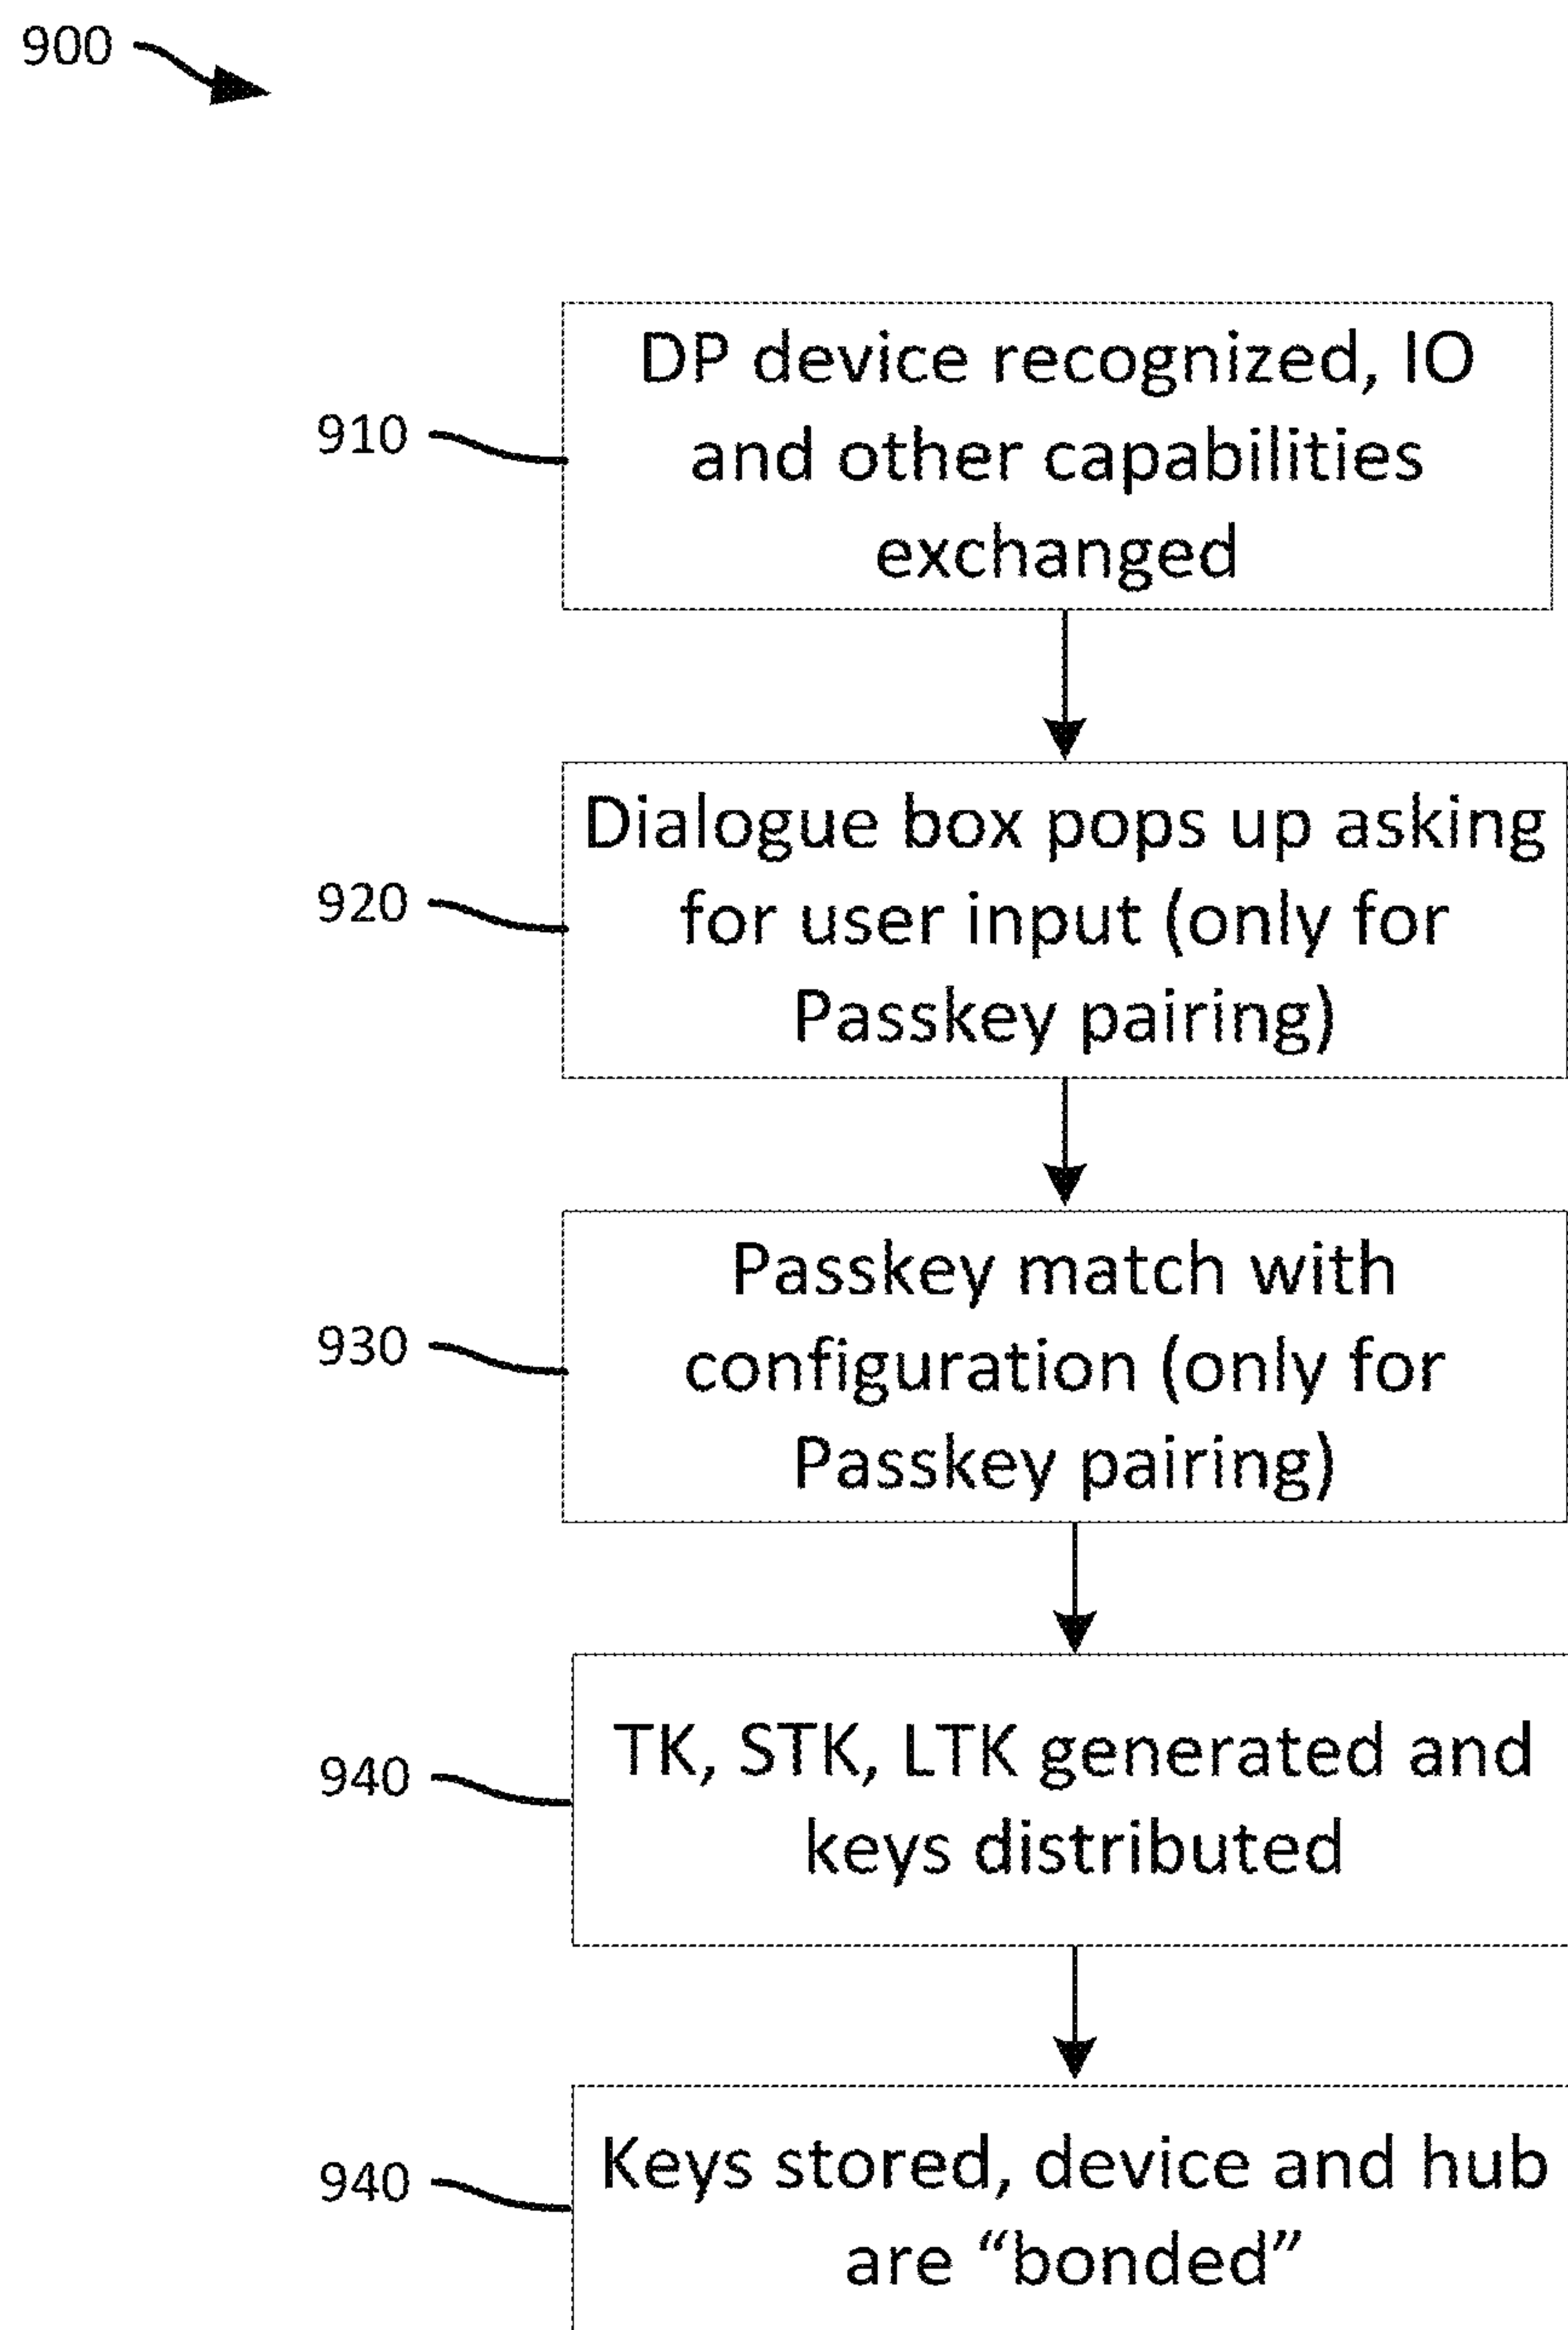 900
DP device recognized, IO
910
and other capabilities
exchanged
Dialogue box pops up asking
920
for user input (only for
Passkey pairing)
Passkey match with
930
configuration (only for
Passkey pairing)
TK, STK, LTK generated and
940
keys distributed
Keys stored, device and hub
940
are “bonded”